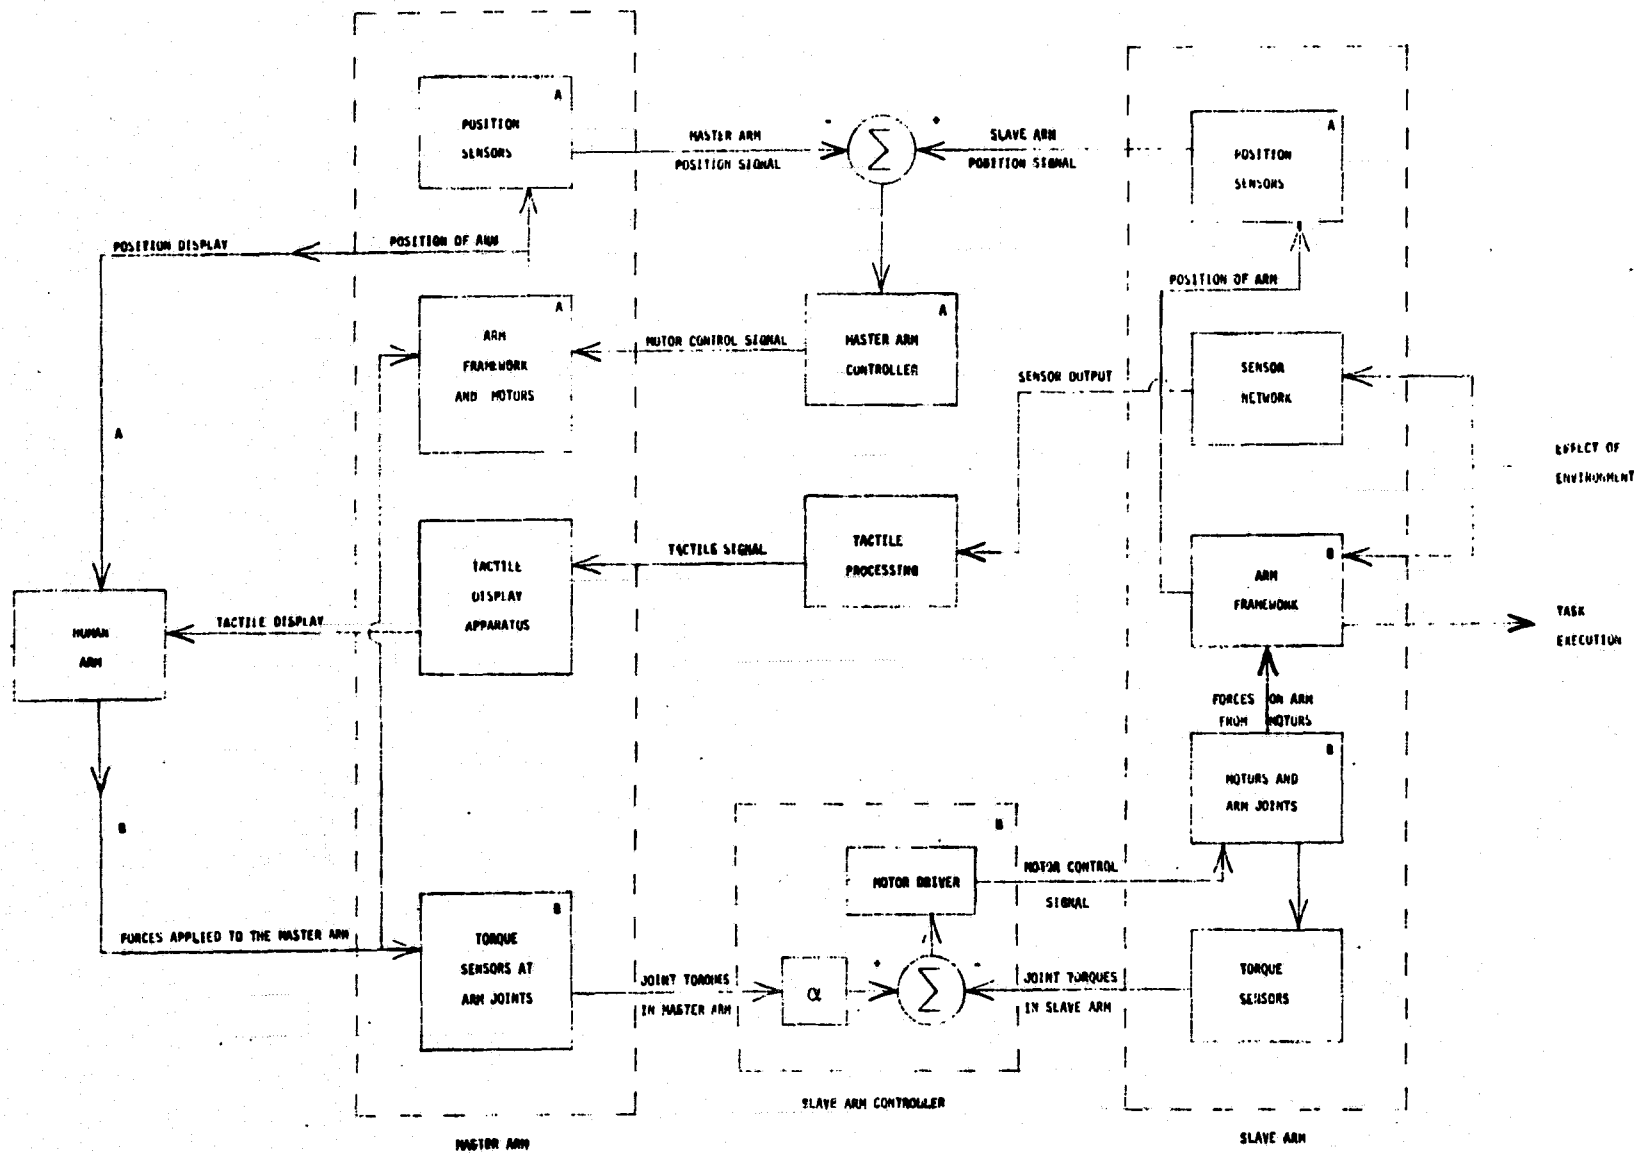 A
POSITION
SENSORS
MASTER ARM
POSITION SIGNAL
-
Σ
+
SLAVE ARM
POSITION SIGNAL
A
POSITION
SENSORS
POSITION DISPLAY
POSITION OF ARM
POSITION OF ARM
A
ARM
FRAMEWORK
AND MOTORS
MOTOR CONTROL SIGNAL
A
MASTER ARM
CONTROLLER
SENSOR OUTPUT
SENSOR
NETWORK
A
EFFECT OF
ENVIRONMENT
TACTILE
DISPLAY
APPARATUS
TACTILE SIGNAL
TACTILE
PROCESSING
B
ARM
FRAMEWORK
TASK
EXECUTION
HUMAN
ARM
TACTILE DISPLAY
FORCES ON ARM
FROM MOTORS
B
MOTORS AND
ARM JOINTS
B
B
MOTOR DRIVER
MOTOR CONTROL
SIGNAL
FORCES APPLIED TO THE MASTER ARM
B
TORQUE
SENSORS AT
ARM JOINTS
JOINT TORQUES
IN MASTER ARM
α
+
Σ
-
JOINT TORQUES
IN SLAVE ARM
TORQUE
SENSORS
SLAVE ARM CONTROLLER
MASTER ARM
SLAVE ARM